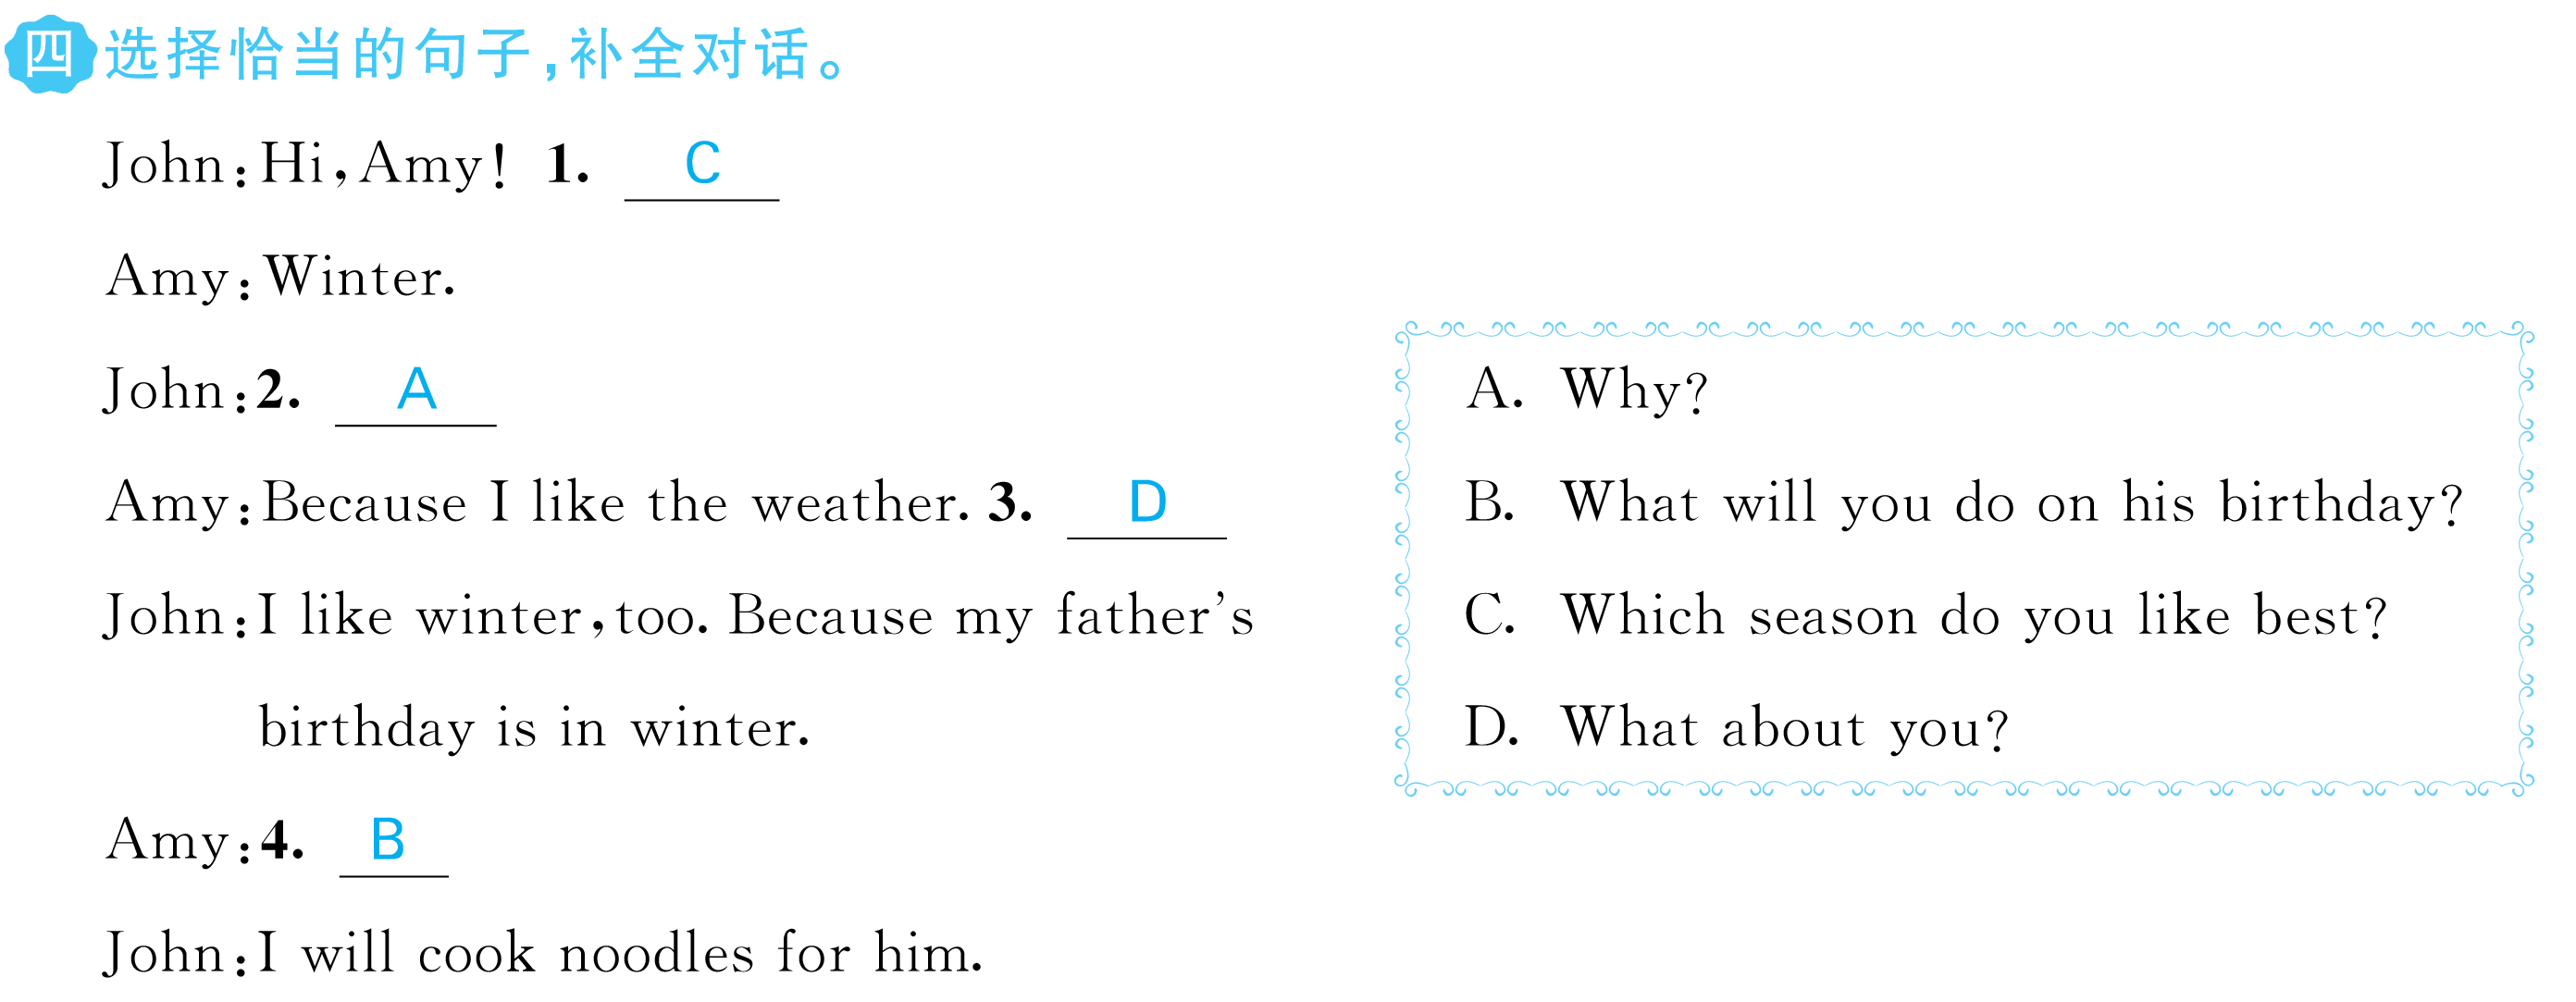 四 选择恰当的句子,补全对话。
John:Hi,Amy! 1. C
Amy:Winter.
John:2. A
Amy:Because I like the weather. 3. D
John:I like winter,too. Because my father's
birthday is in winter.
Amy:4. B
John:I will cook noodles for him.
A. Why?
B. What will you do on his birthday?
C. Which season do you like best?
D. What about you?